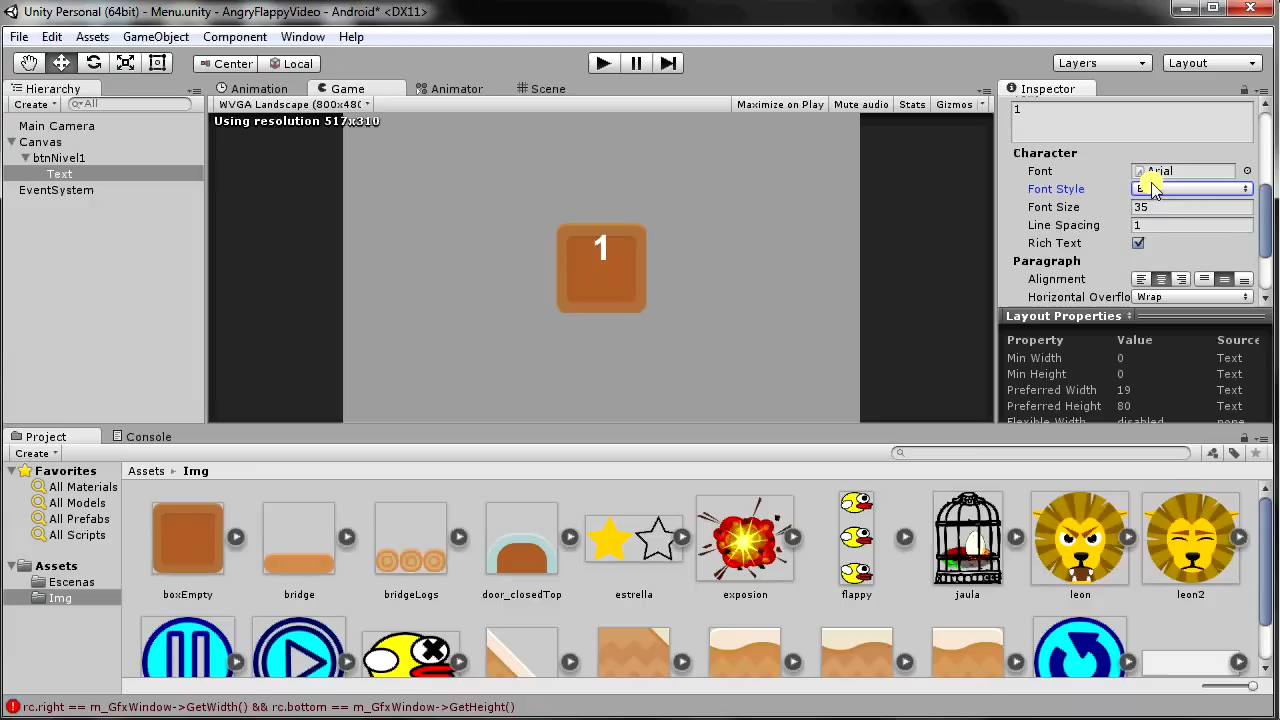 Unity Personal (64bit) - Menu.unity - AngryFlappyVideo - Android* <DX11>
File Edit Assets GameObject Component Window Help
Center Local Layers Layout
Hierarchy Animation Game Animator Scene Inspector
Create All WVGA Landscape (800x480 Maximize on Play Mute audio Stats Gizmos
Using resolution 517x310
1
Main Camera
Canvas
btnNivel1
Text
EventSystem
1
Character
Font Arial
Font Style
Font Size 35
Line Spacing 1
Rich Text
Paragraph
Alignment
Horizontal Overflo Wrap
Layout Properties
Property Value Source
Min Width 0 Text
Min Height 0 Text
Preferred Width 19 Text
Preferred Height 80 Text
Flexible Width disabled none
Project Console
Create
Favorites
All Materials
All Models
All Prefabs
All Scripts
Assets
Escenas
Img
Assets Img
boxEmpty bridge bridgeLogs door_closedTop estrella exposion flappy jaula leon leon2
rc.right == m_GfxWindow->GetWidth() && rc.bottom == m_GfxWindow->GetHeight()